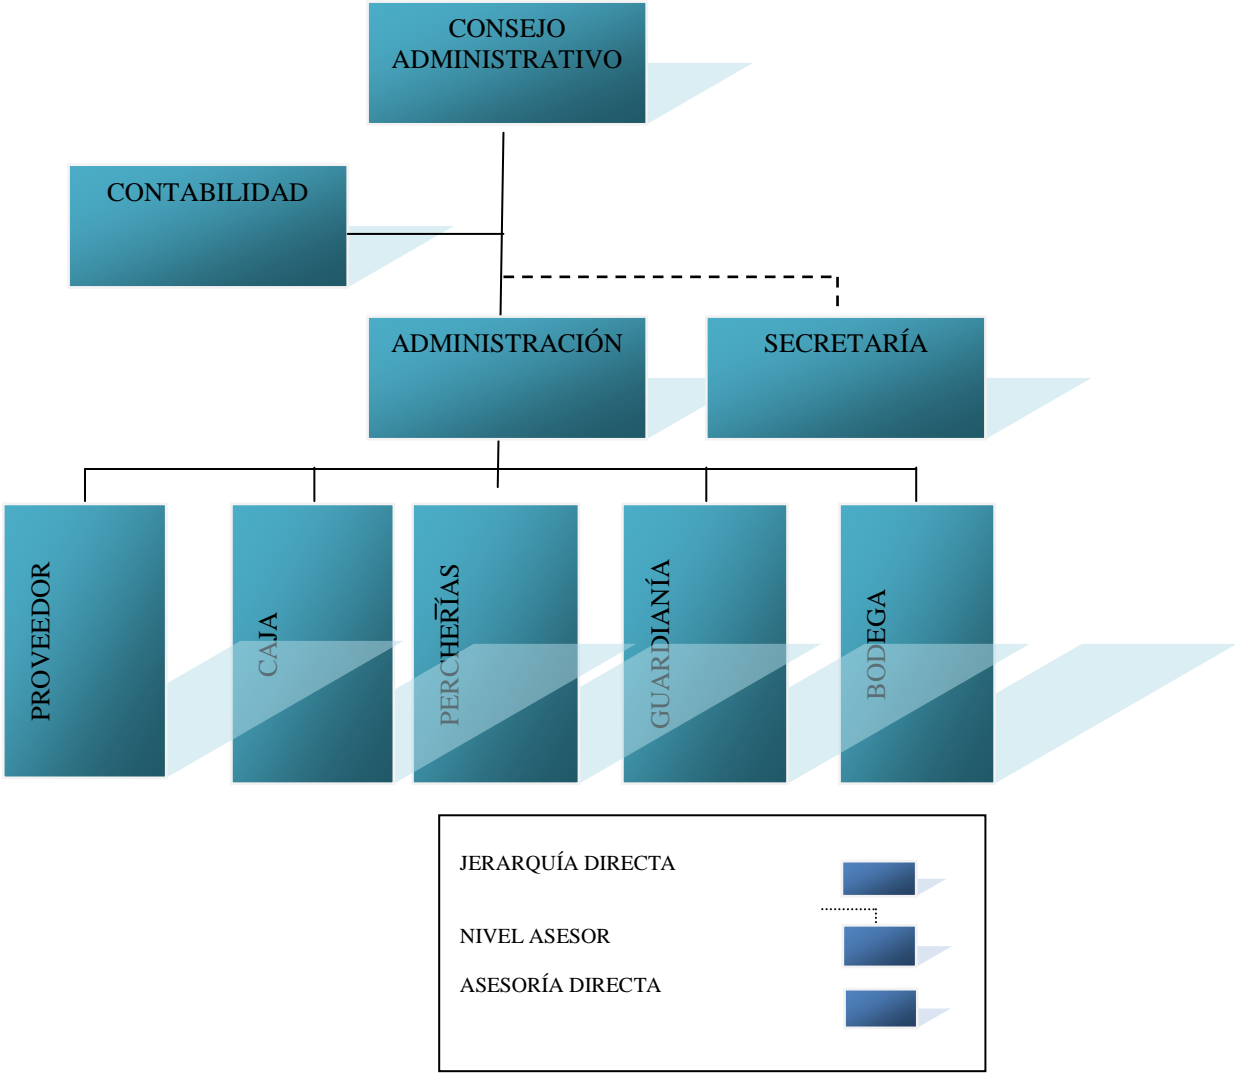 CONSEJO
ADMINISTRATIVO
CONTABILIDAD
ADMINISTRACIÓN
SECRETARÍA
PROVEEDOR
CAJA
PERCHERÍAS
GUARDIANÍA
BODEGA
JERARQUÍA DIRECTA
NIVEL ASESOR
ASESORÍA DIRECTA